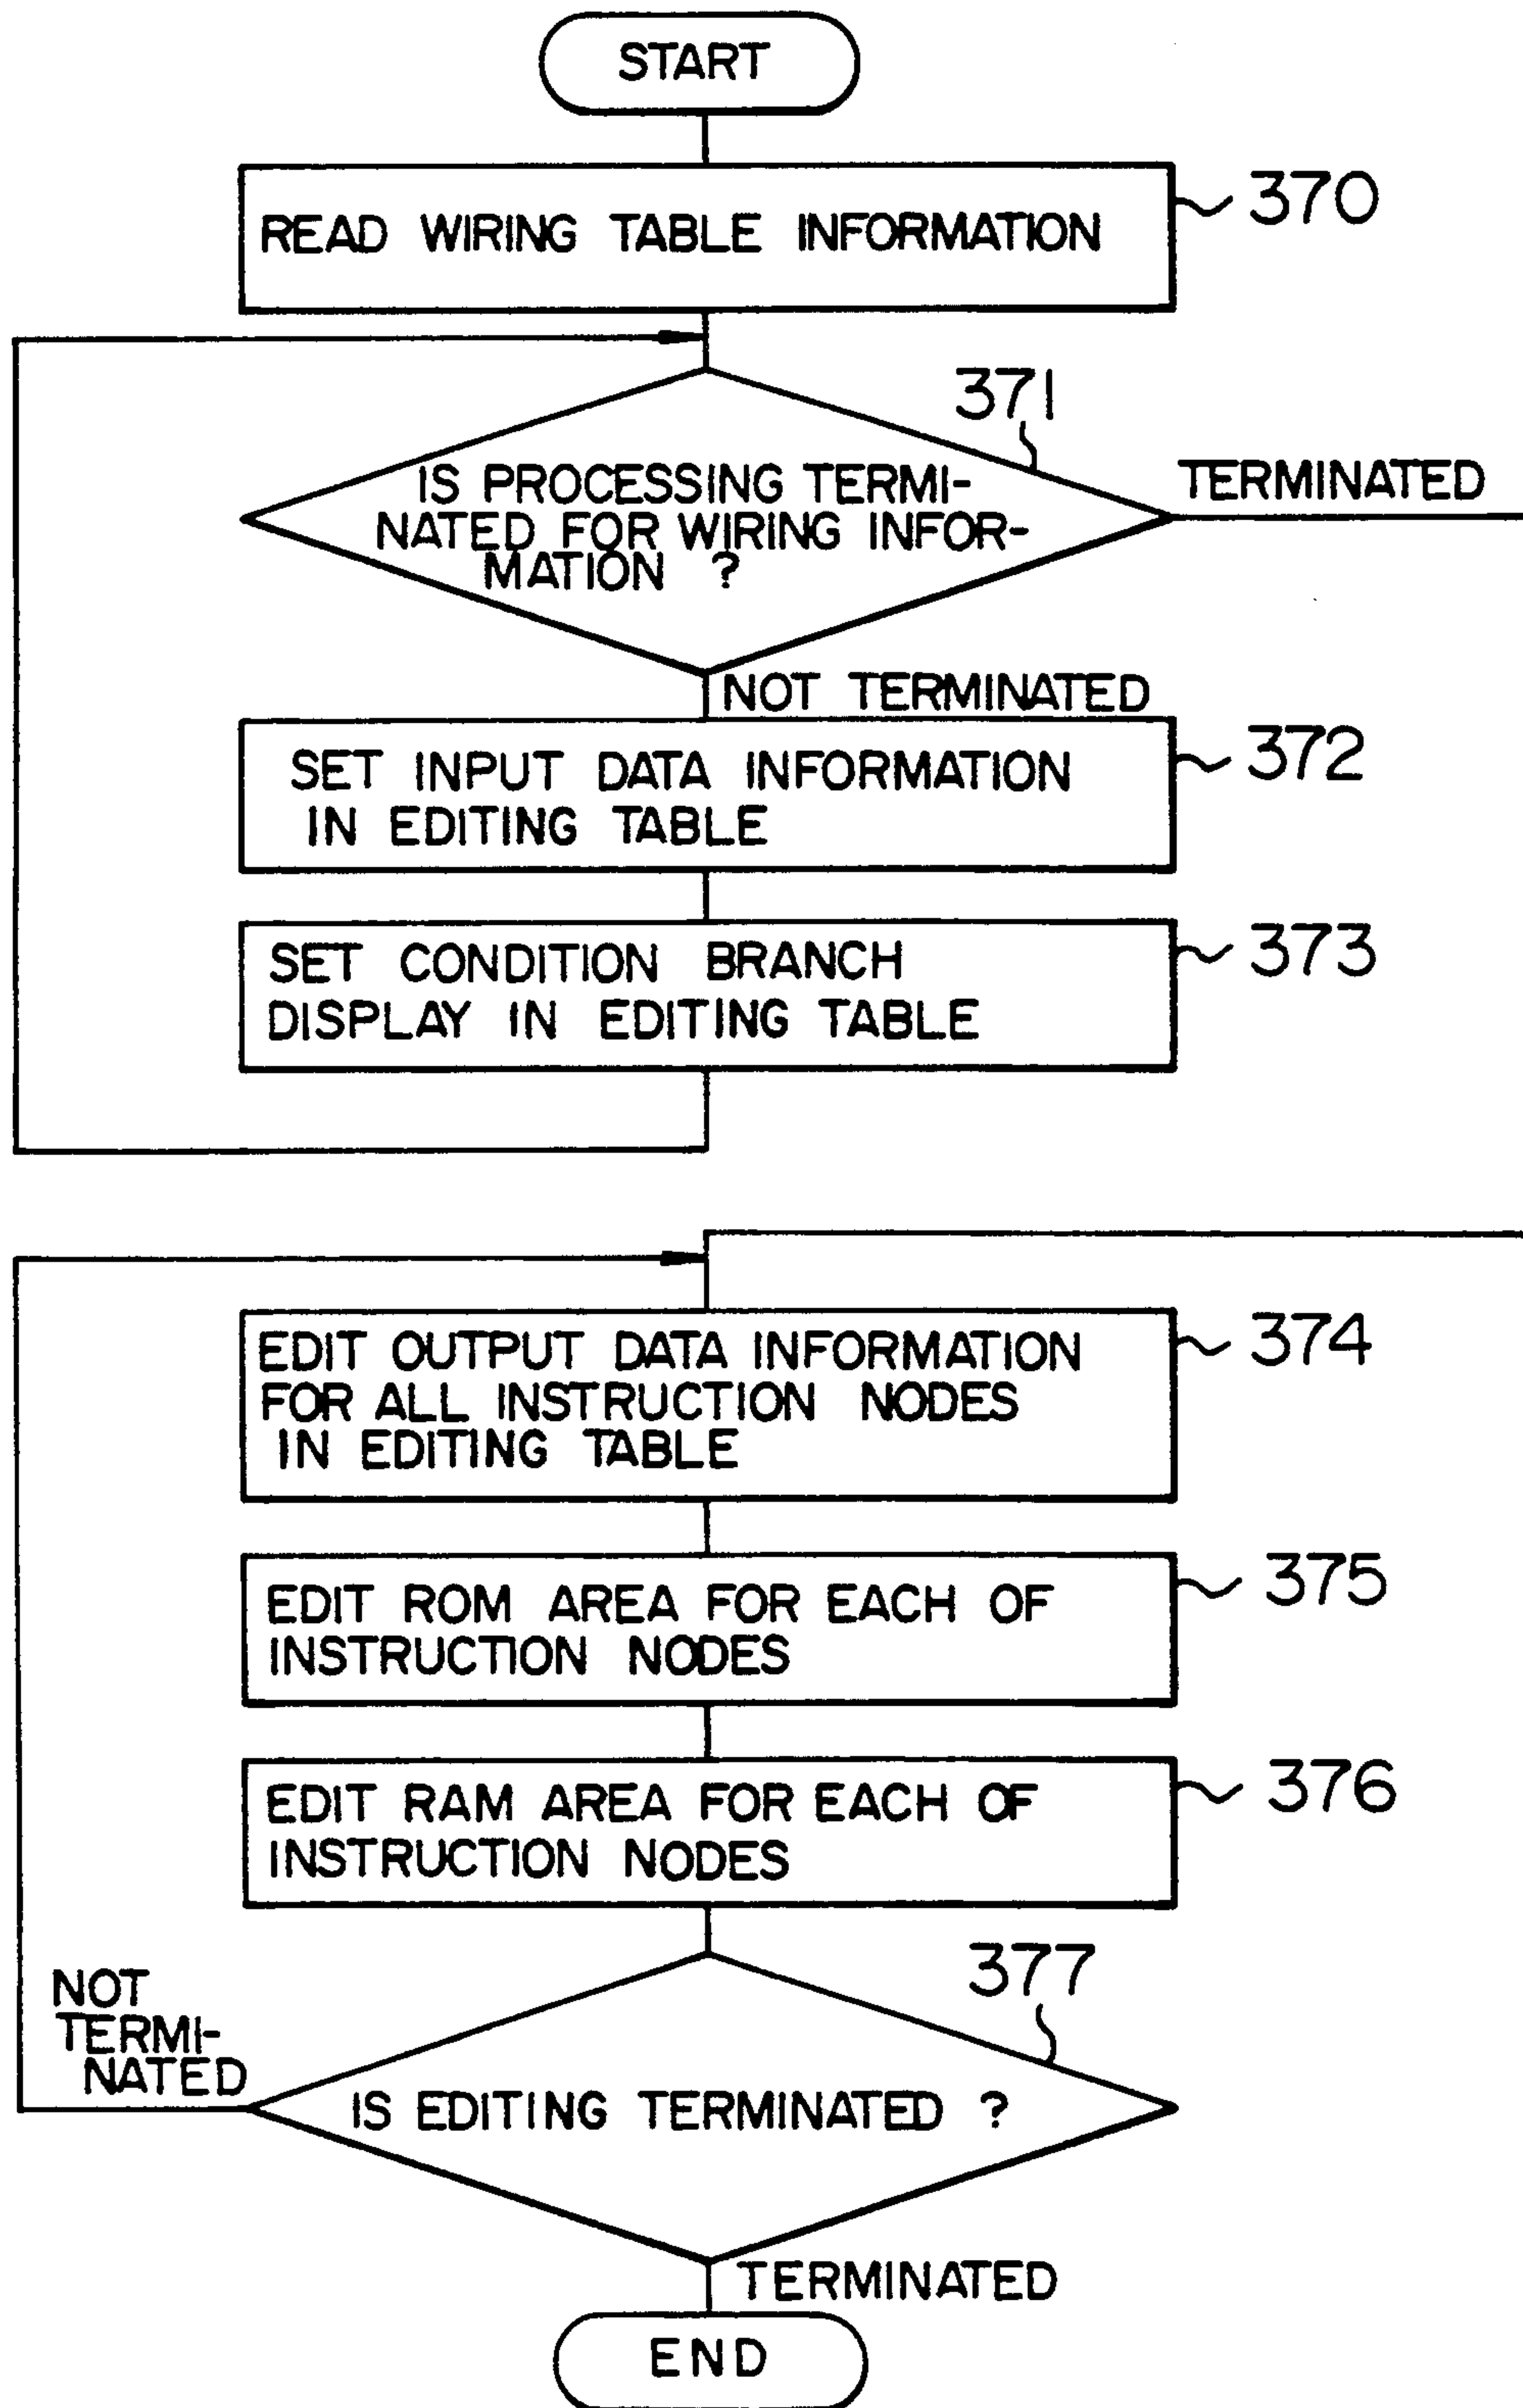 START
READ WIRING TABLE INFORMATION
370
371
IS PROCESSING TERMI-
NATED FOR WIRING INFOR-
MATION ?
TERMINATED
NOT TERMINATED
SET INPUT DATA INFORMATION
IN EDITING TABLE
372
SET CONDITION BRANCH
DISPLAY IN EDITING TABLE
373
EDIT OUTPUT DATA INFORMATION
FOR ALL INSTRUCTION NODES
IN EDITING TABLE
374
EDIT ROM AREA FOR EACH OF
INSTRUCTION NODES
375
EDIT RAM AREA FOR EACH OF
INSTRUCTION NODES
376
377
NOT
TERMI-
NATED
IS EDITING TERMINATED ?
TERMINATED
END